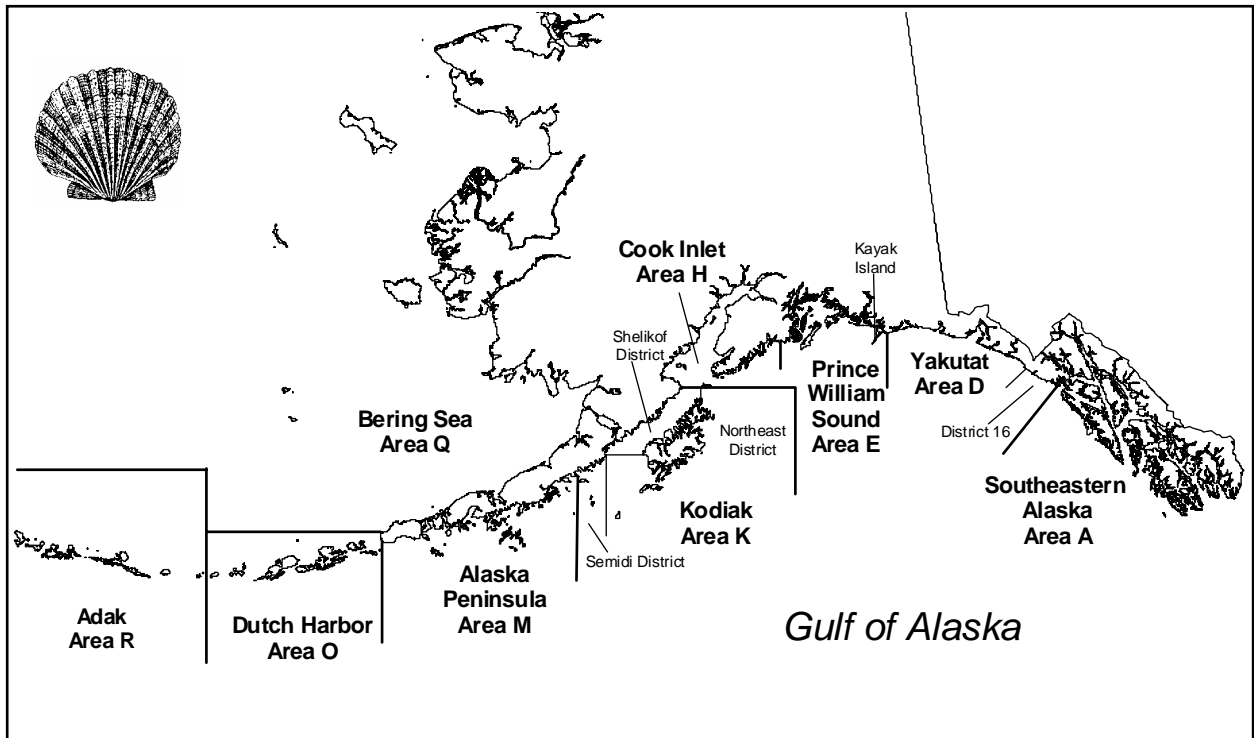 Cook Inlet
Area H
Kayak
Island
Shelikof
District
Prince
William
Sound
Area E
Yakutat
Area D
District 16
Bering Sea
Area Q
Northeast
District
Southeastern
Alaska
Area A
Kodiak
Area K
Semidi District
Alaska
Peninsula
Area M
Adak
Area R
Dutch Harbor
Area O
Gulf of Alaska